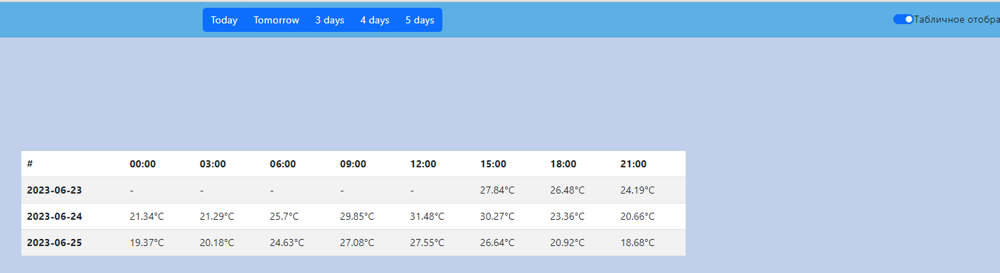 Today Tomorrow 3 days 4 days 5 days Табличное отобра
# 00:00 03:00 06:00 09:00 12:00 15:00 18:00 21:00
2023-06-23 - - - - - 27.84°C 26.48°C 24.19°C
2023-06-24 21.34°C 21.29°C 25.7°C 29.85°C 31.48°C 30.27°C 23.36°C 20.66°C
2023-06-25 19.37°C 20.18°C 24.63°C 27.08°C 27.55°C 26.64°C 20.92°C 18.68°C